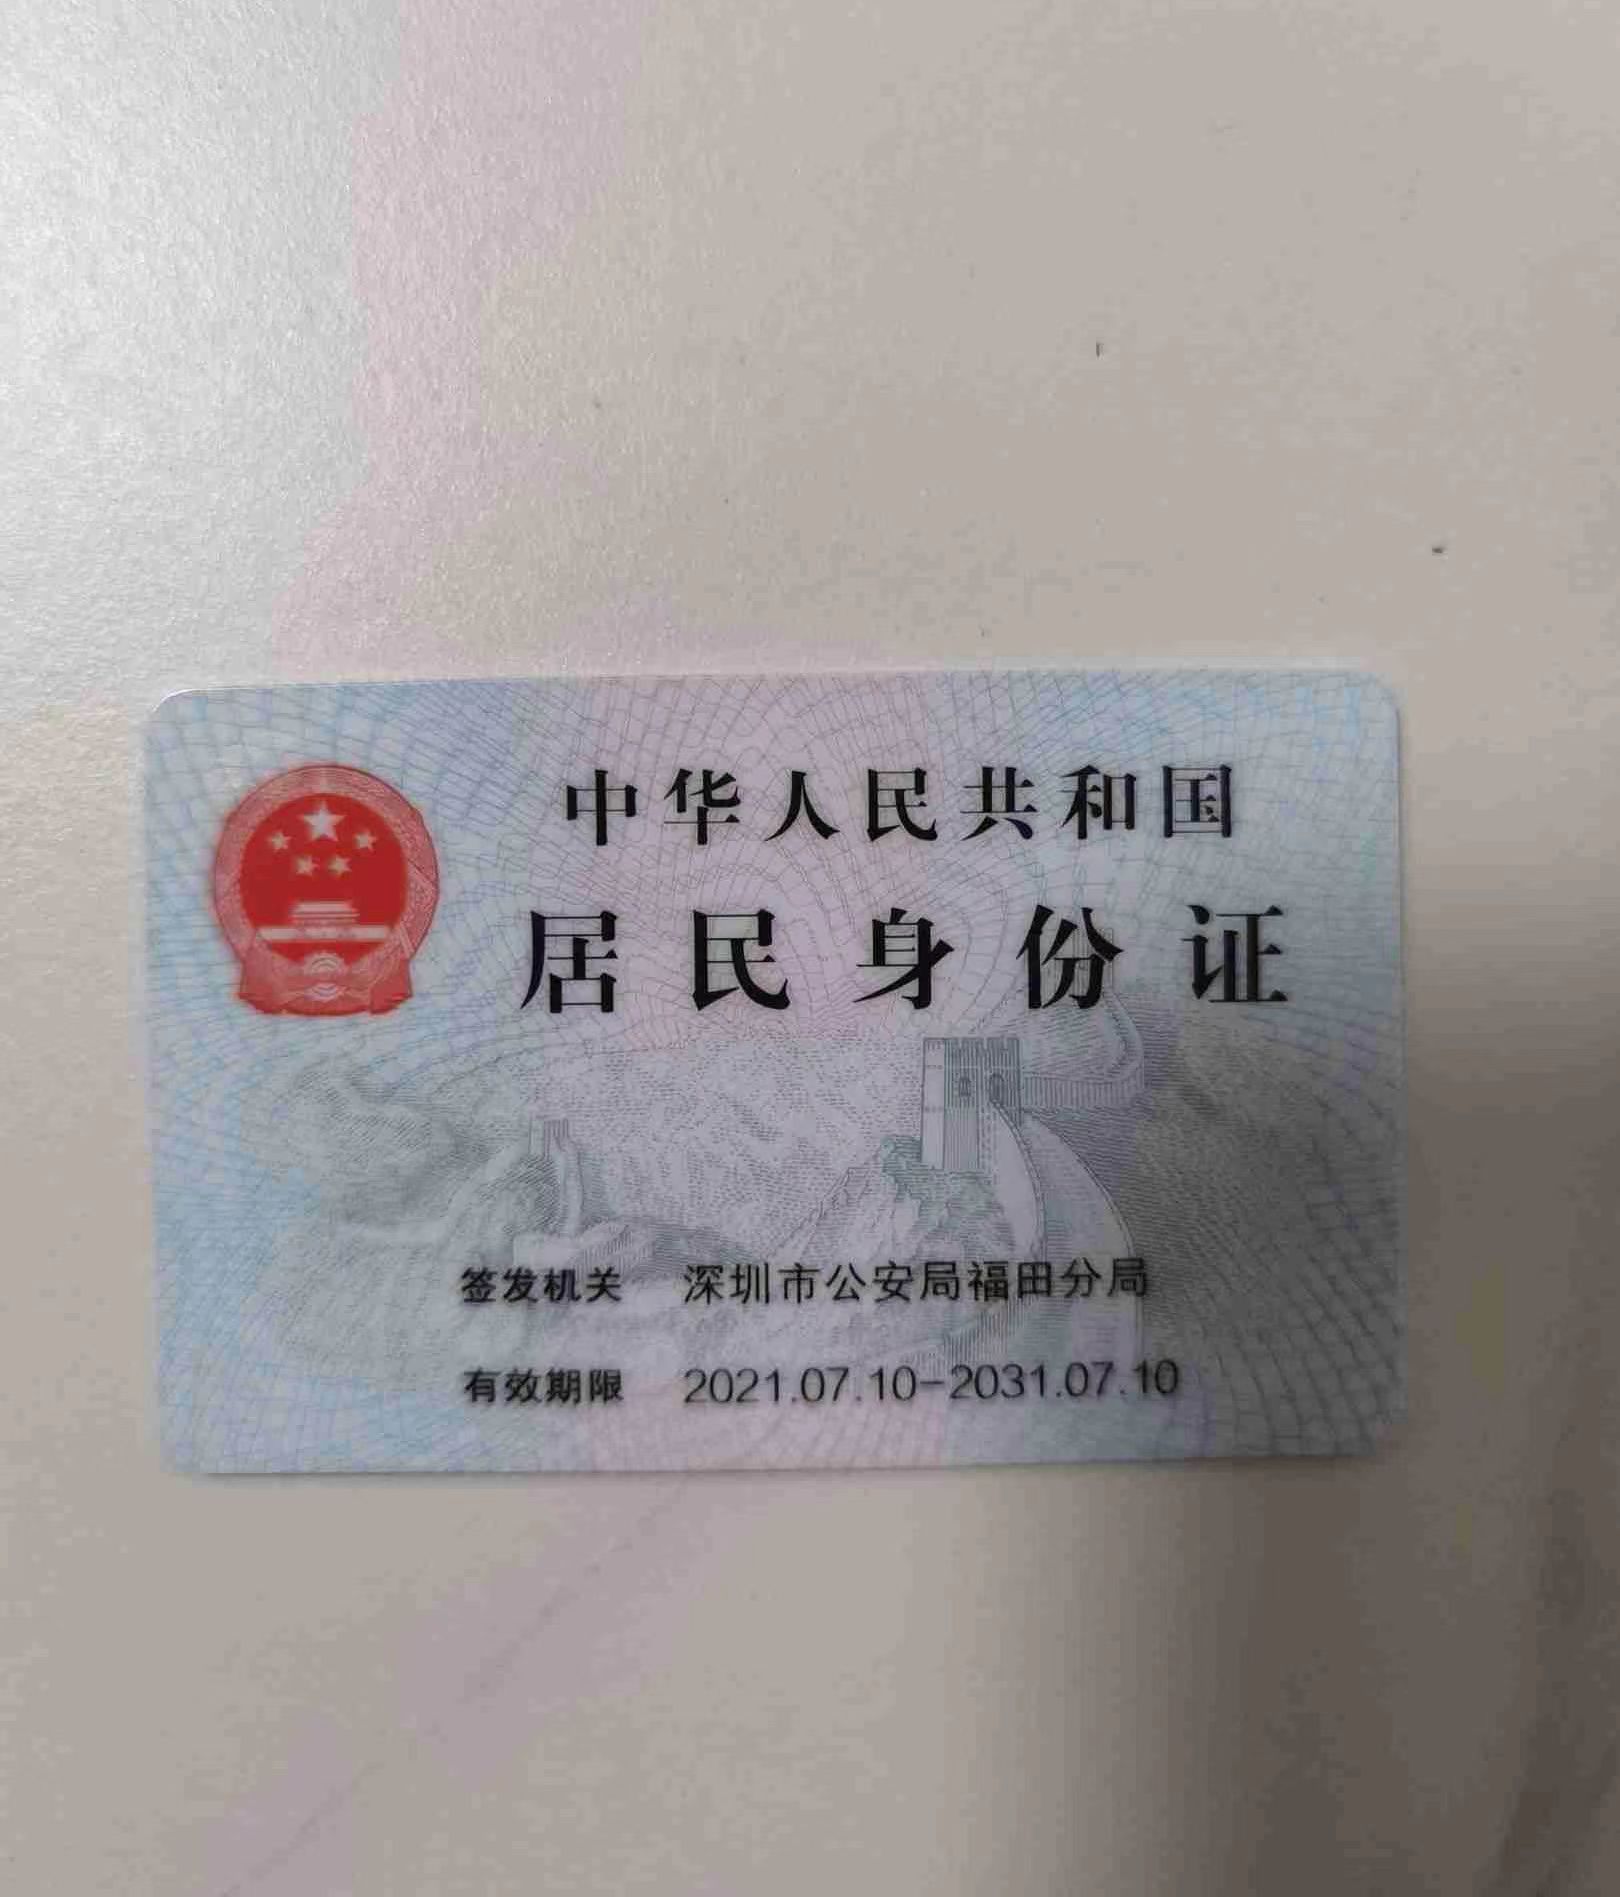 中华人民共和国
居民身份证
签发机关 深圳市公安局福田分局
有效期限 2021.07.10-2031.07.10